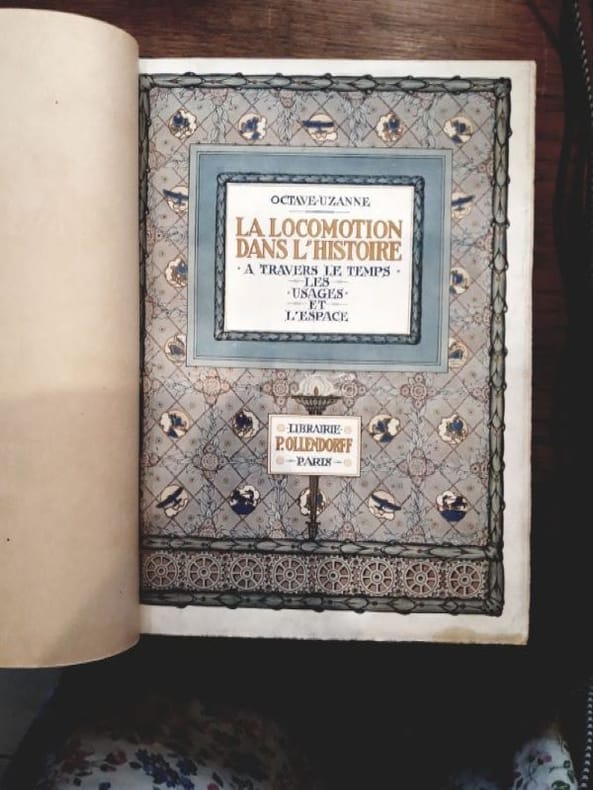 OCTAVE·UZANNE
LA LOCOMOTION
DANS L'HISTOIRE
· A TRAVERS LE TEMPS ·
LES
· USAGES ·
ET
L'ESPACE
· LIBRAIRIE ·
P. OLLENDORFF
PARIS